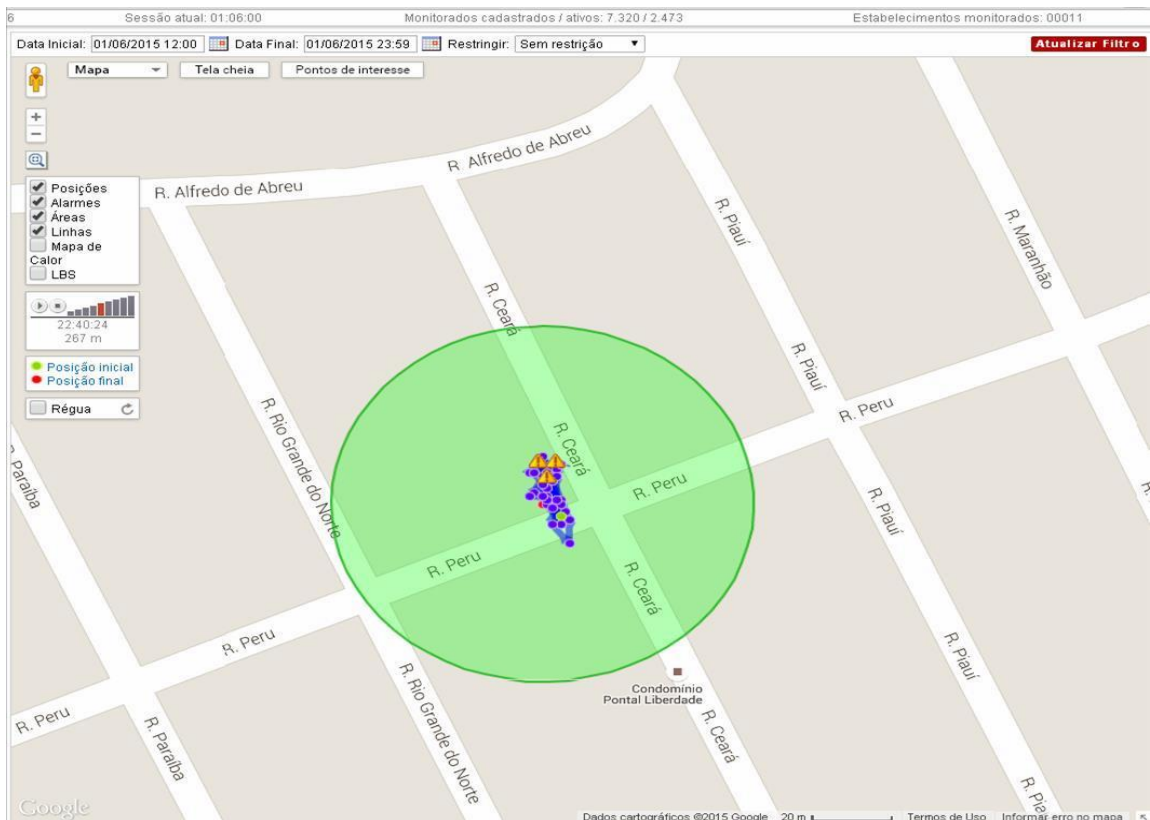 6 Sessão atual: 01:06:00 Monitorados cadastrados / ativos: 7.320 / 2.473 Estabelecimentos monitorados: 00011
Data Inicial: 01/06/2015 12:00 Data Final: 01/06/2015 23:59 Restringir: Sem restrição Atualizar Filtro
Mapa Tela cheia Pontos de interesse
Posições
Alarmes
Áreas
Linhas
Mapa de
Calor
LBS
22:40:24
267 m
Posição inicial
Posição final
Régua
R. Alfredo de Abreu
R. Alfredo de Abreu
R. Piauí
R. Maranhão
R. Ceará
R. Piauí
R. Peru
R. Rio Grande do Norte
R. Ceará
R. Paraíba
R. Peru
R. Piauí
R. Peru
R. Ceará
R. Peru
R. Piauí
R. Rio Grande do Norte
Condomínio
Pontal Liberdade
R. Peru
R. Paraíba
R. Ceará
R. Pia
Google
Dados cartográficos ©2015 Google 20 m Termos de Uso Informar erro no mapa